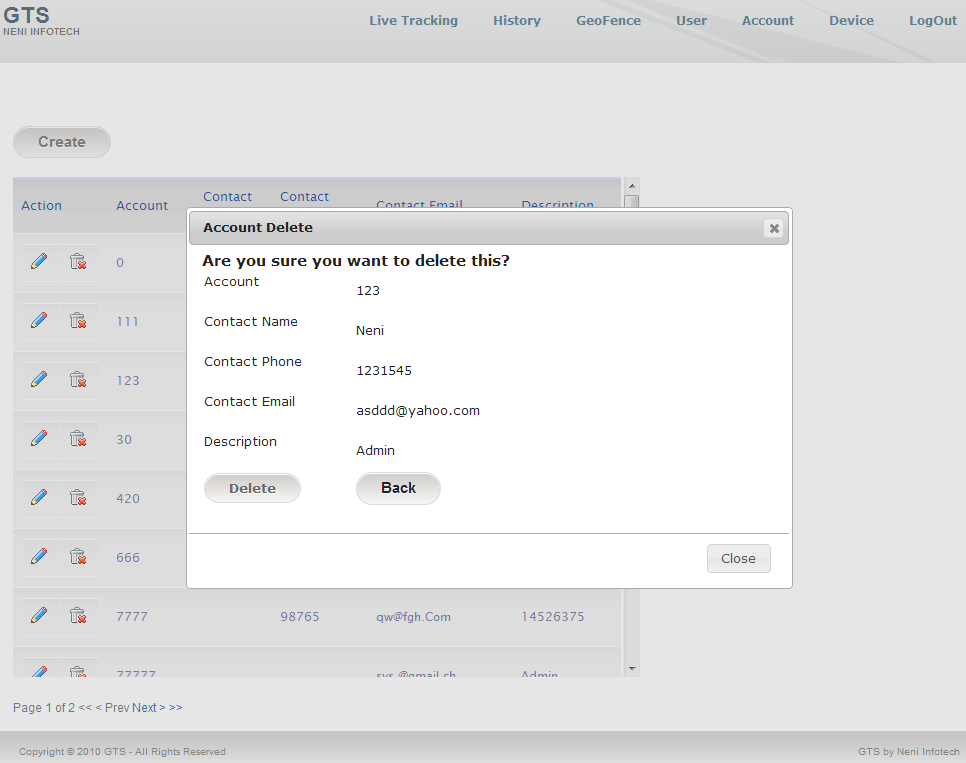 GTS
NENI INFOTECH
Live Tracking History GeoFence User Account Device LogOut
Create
Action Account Contact Contact Contact Email Description
Account Delete
Are you sure you want to delete this?
Account 123
Contact Name Neni
Contact Phone 1231545
Contact Email asddd@yahoo.com
Description Admin
Delete Back
Close
0
111
123
30
420
666
7777 98765 qw@fgh.Com 14526375
77777 sys.@gmail.ch Admin
Page 1 of 2 << < Prev Next > >>
Copyright © 2010 GTS - All Rights Reserved GTS by Neni Infotech